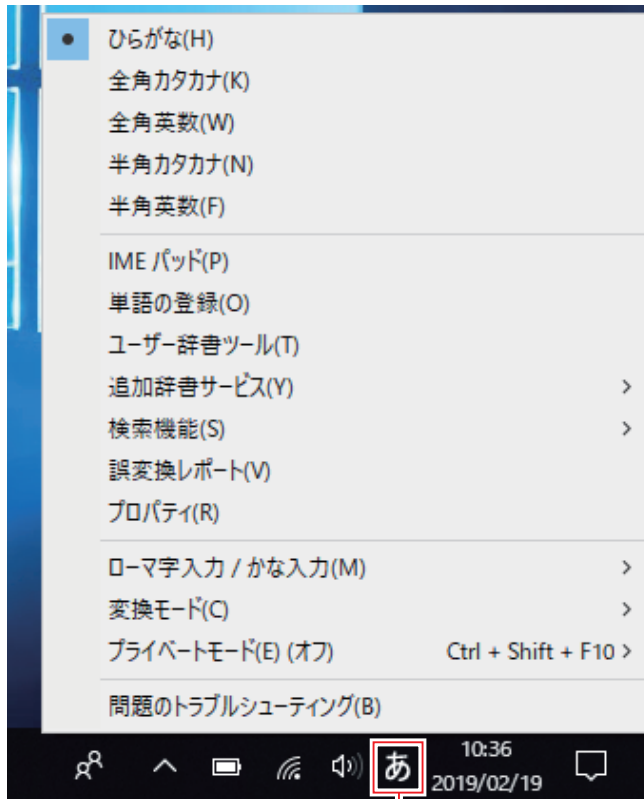 ひらがな(H)
全角カタカナ(K)
全角英数(W)
半角カタカナ(N)
半角英数(F)
IME パッド(P)
単語の登録(O)
ユーザー辞書ツール(T)
追加辞書サービス(Y)
検索機能(S)
誤変換レポート(V)
プロパティ(R)
ローマ字入力 / かな入力(M)
変換モード(C)
プライベートモード(E) (オフ) Ctrl + Shift + F10
問題のトラブルシューティング(B)
あ
10:36
2019/02/19